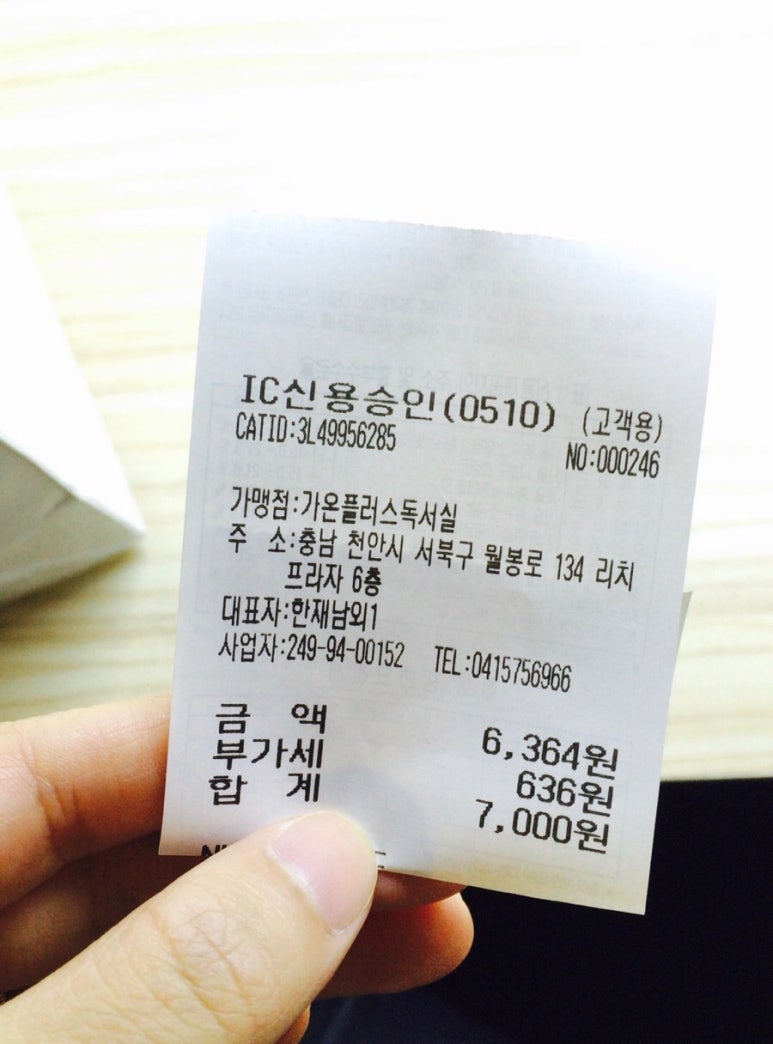 IC신용승인(0510) (고객용)
CATID:3L49956285 NO:000246
가맹점:가온플러스독서실
주 소:충남 천안시 서북구 월봉로 134 리치
프라자 6층
대표자:한재남외1
사업자:249-94-00152 TEL:0415756966
금 액 6,364원
부가세 636원
합 계 7,000원